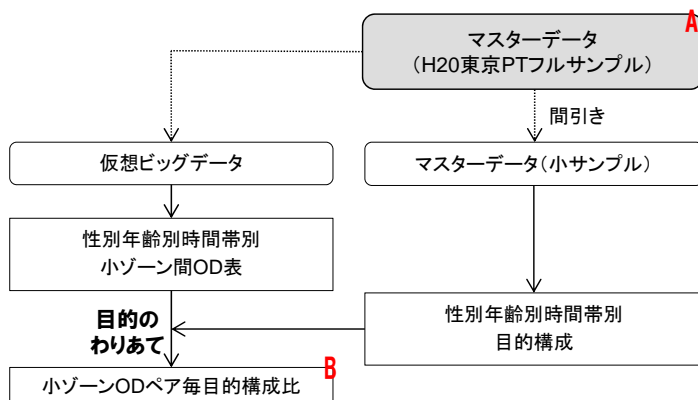 A
マスターデータ
(H20東京PTフルサンプル)
間引き
仮想ビッグデータ
マスターデータ(小サンプル)
性別年齢別時間帯別
小ゾーン間OD表
目的の
わりあて
性別年齢別時間帯別
目的構成
B
小ゾーンODペア毎目的構成比